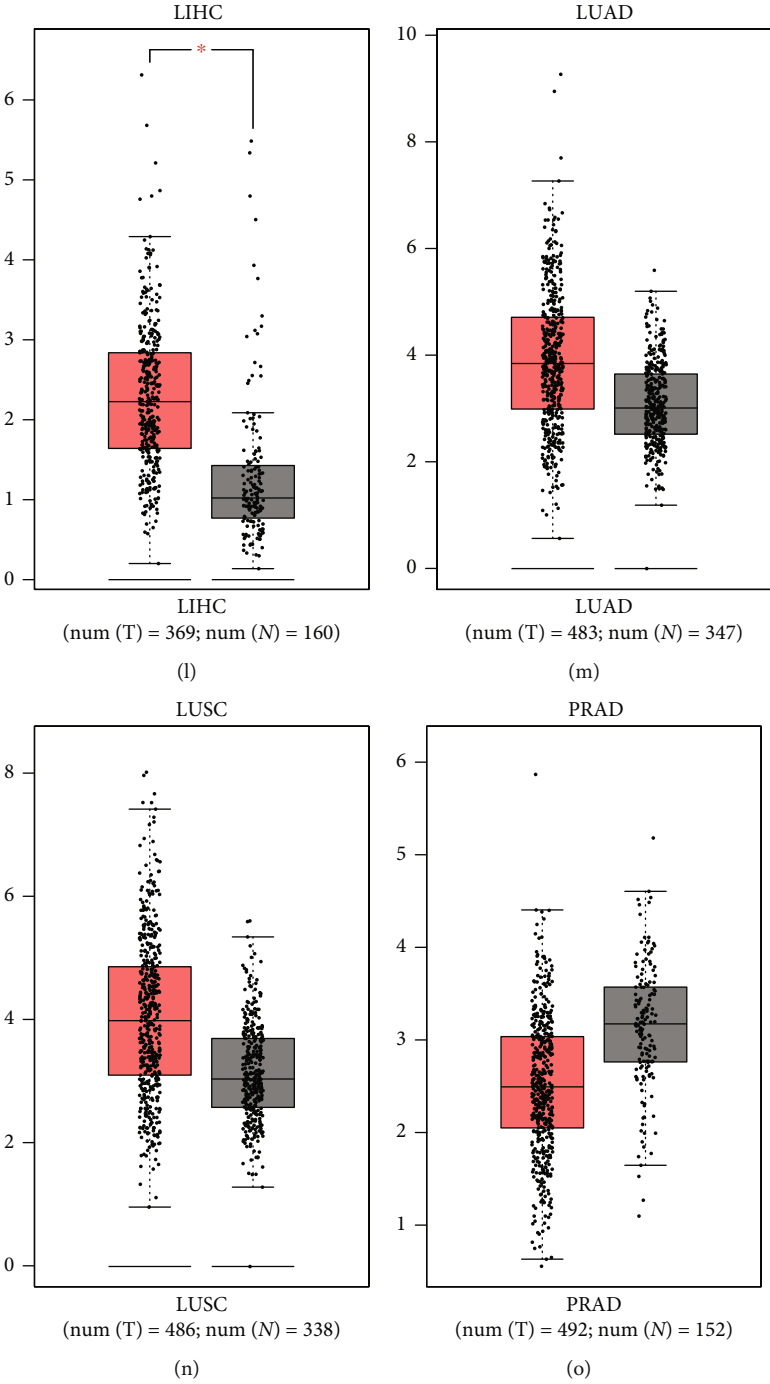 LIHC
*
6
5
4
3
2
1
0
LIHC
(num (T) = 369; num (N) = 160)
(l)
LUAD
10
8
6
4
2
0
LUAD
(num (T) = 483; num (N) = 347)
(m)
LUSC
8
6
4
2
0
LUSC
(num (T) = 486; num (N) = 338)
(n)
PRAD
6
5
4
3
2
1
PRAD
(num (T) = 492; num (N) = 152)
(o)